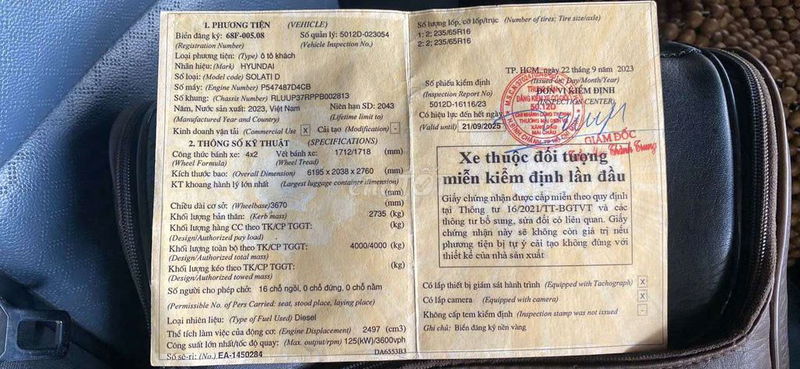 1. PHƯƠNG TIỆN (VEHICLE)
Biển đăng ký: 68F-005.08 Số quản lý: 5012D-023054
(Registration Number) (Vehicle Inspection No.)
Loại phương tiện: (Type) ô tô khách
Nhãn hiệu: (Mark) HYUNDAI
Số loại: (Model code) SOLATI D
Số máy: (Engine Number) P547487D4CB
Số khung: (Chassis Number) RLUUP37RPPB002813
Năm, Nước sản xuất: 2023, Việt Nam Niên hạn SD: 2043
(Manufactured Year and Country) (Lifetime limit to)
Kinh doanh vận tải (Commercial Use) X Cải tạo (Modification) -
2. THÔNG SỐ KỸ THUẬT (SPECIFICATIONS)
Công thức bánh xe: 4x2 Vết bánh xe: 1712/1718 (mm)
(Wheel Formula) (Wheel Tread)
Kích thước bao: (Overall Dimension) 6195 x 2038 x 2760 (mm)
KT khoang hành lý lớn nhất (Largest luggage container dimension)
(mm)
Chiều dài cơ sở: (Wheelbase) 3670 (mm)
Khối lượng bản thân: (Kerb mass) 2735 (kg)
Khối lượng hàng CC theo TK/CP TGGT: (kg)
(Design/Authorized pay load)
Khối lượng toàn bộ theo TK/CP TGGT: 4000/4000 (kg)
(Design/Authorized total mass)
Khối lượng kéo theo TK/CP TGGT: (kg)
(Design/Authorized towed mass)
Số người cho phép chở: 16 chỗ ngồi, 0 chỗ đứng, 0 chỗ nằm
(Permissible No. of Pers Carried: seat, stood place, laying place)
Loại nhiên liệu: (Type of Fuel Used) Diesel
Thể tích làm việc của động cơ: (Engine Displacement) 2497 (cm3)
Công suất lớn nhất/tốc độ quay: (Max. output/rpm) 125(kW)/3600vph
Số sê-ri: (No.) EA-1450284 DA6553B3
Số lượng lốp, cỡ lốp/trục (Number of tires; Tire size/axle)
1: 2; 235/65R16
2: 2; 235/65R16
TP. HCM, ngày 22 tháng 9 năm 2023
(Issued on: Day/Month/Year)
Số phiếu kiểm định ĐƠN VỊ KIỂM ĐỊNH
(Inspection Report No) (INSPECTION CENTER)
5012D-16116/23
Có hiệu lực đến hết ngày
(Valid until) 21/09/2025
GIÁM ĐỐC
Thành Trung
Xe thuộc đối tượng
miễn kiểm định lần đầu
Giấy chứng nhận được cấp miễn theo quy định
tại Thông tư 16/2021/TT-BGTVT và các
thông tư bổ sung, sửa đổi có liên quan. Giấy
chứng nhận này sẽ không còn giá trị nếu
phương tiện bị tự ý cải tạo không đúng với
thiết kế của nhà sản xuất
Có lắp thiết bị giám sát hành trình (Equipped with Tachograph) X
Có lắp camera (Equipped with camera) X
Không cấp tem kiểm định (Inspection stamp was not issued) -
Ghi chú: Biển đăng ký nền vàng